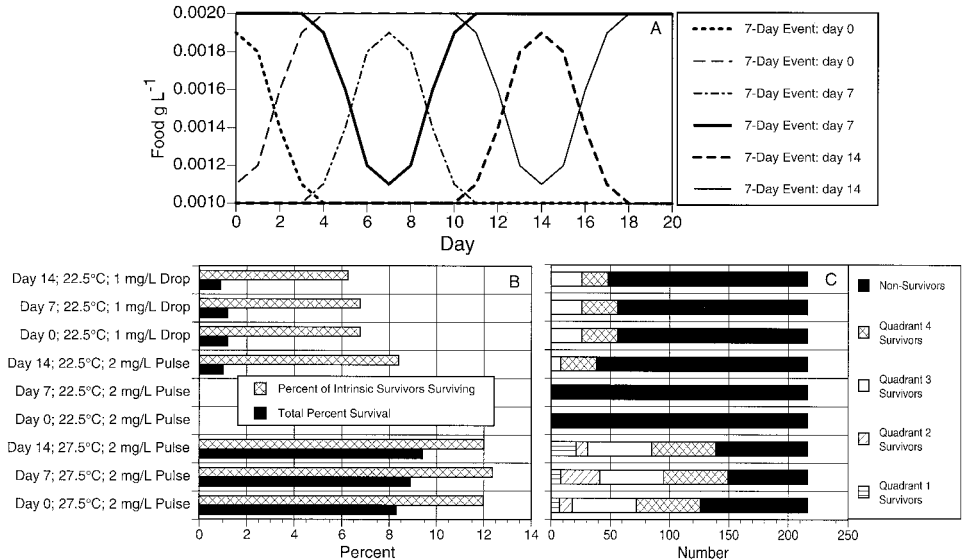 A
0.0020
0.0018
0.0016
0.0014
0.0012
0.0010
Food g L⁻¹
0 2 4 6 8 10 12 14 16 18 20
Day
7-Day Event: day 0
7-Day Event: day 0
7-Day Event: day 7
7-Day Event: day 7
7-Day Event: day 14
7-Day Event: day 14
B
Day 14; 22.5°C; 1 mg/L Drop
Day 7; 22.5°C; 1 mg/L Drop
Day 0; 22.5°C; 1 mg/L Drop
Day 14; 22.5°C; 2 mg/L Pulse
Day 7; 22.5°C; 2 mg/L Pulse
Day 0; 22.5°C; 2 mg/L Pulse
Day 14; 27.5°C; 2 mg/L Pulse
Day 7; 27.5°C; 2 mg/L Pulse
Day 0; 27.5°C; 2 mg/L Pulse
Percent of Intrinsic Survivors Surviving
Total Percent Survival
0 2 4 6 8 10 12 14
Percent
C
0 50 100 150 200 250
Number
Non-Survivors
Quadrant 4
Survivors
Quadrant 3
Survivors
Quadrant 2
Survivors
Quadrant 1
Survivors